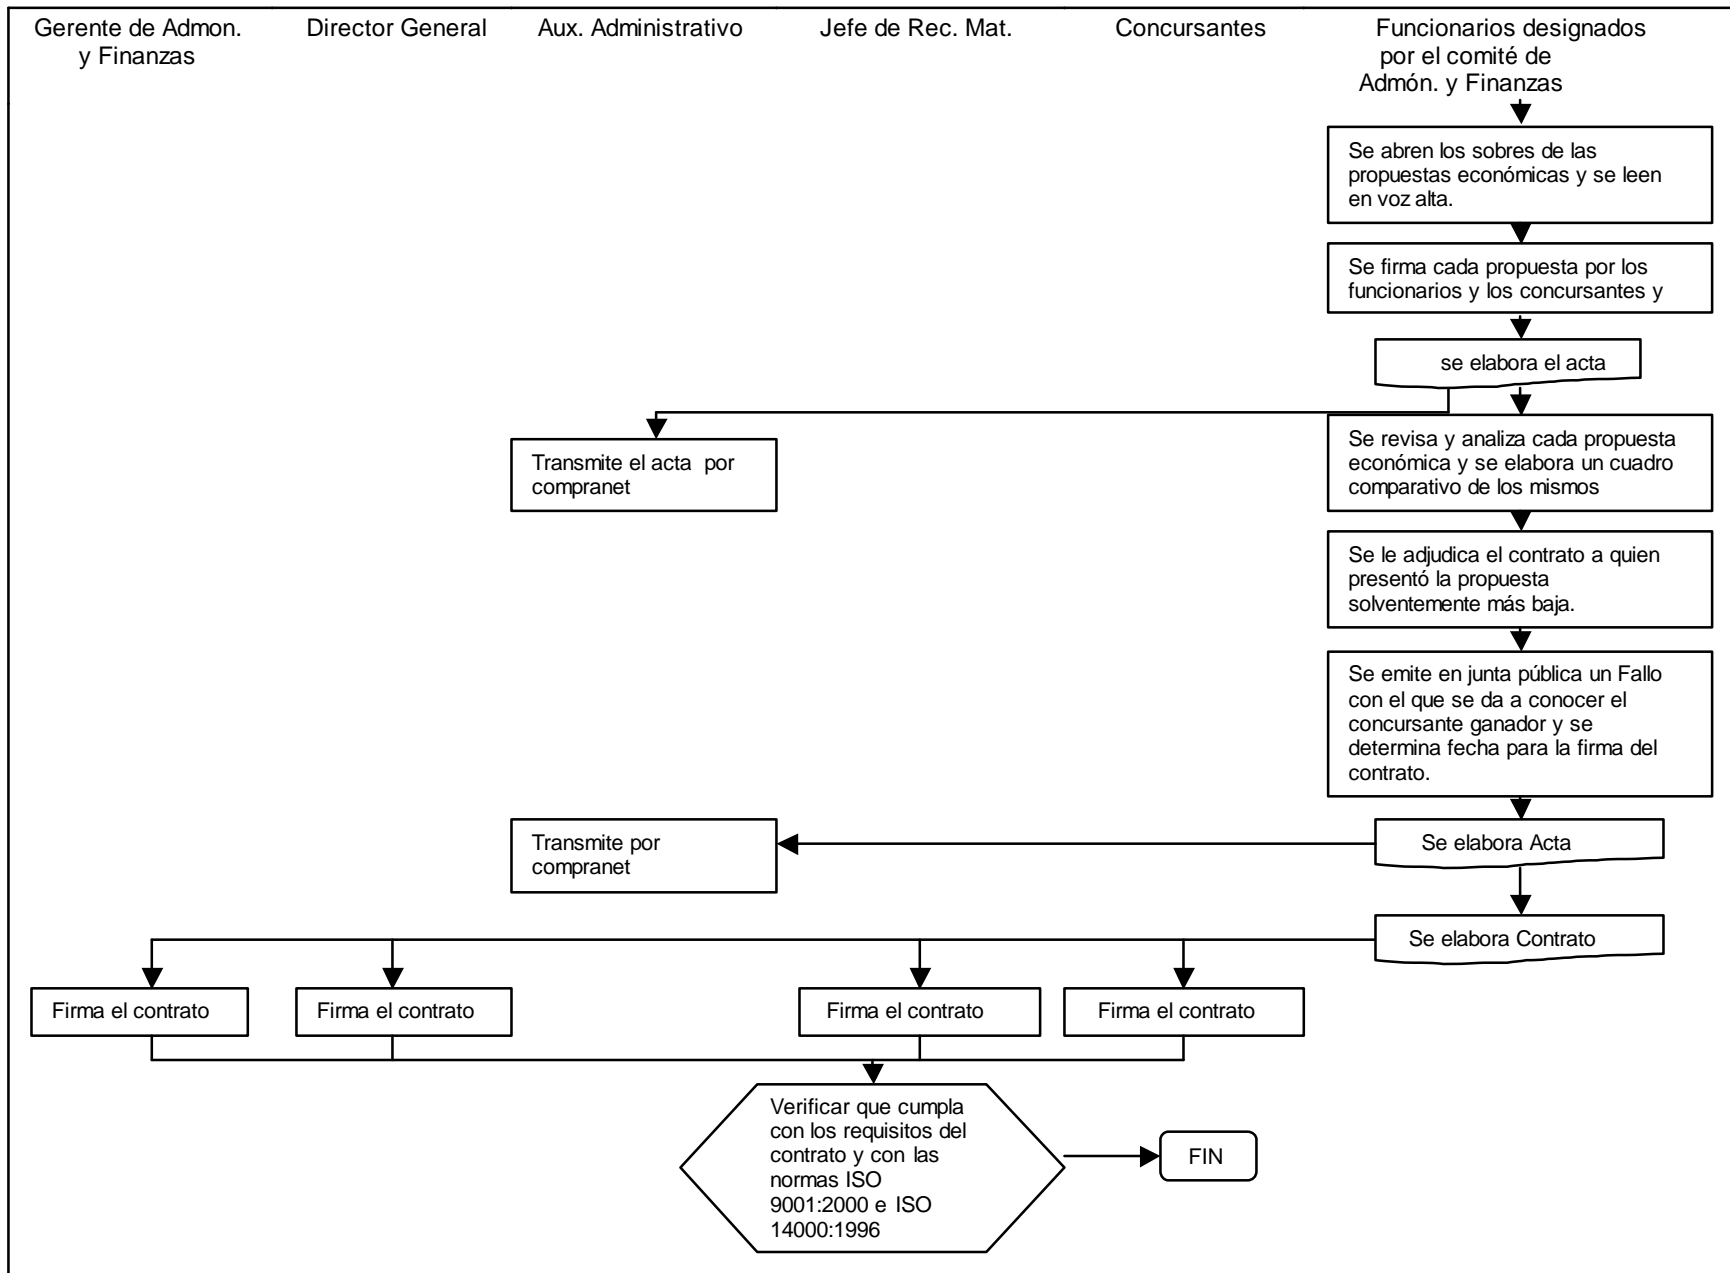 Gerente de Admon.
y Finanzas
Director General
Aux. Administrativo
Jefe de Rec. Mat.
Concursantes
Funcionarios designados
por el comité de
Admón. y Finanzas
Se abren los sobres de las
propuestas económicas y se leen
en voz alta.
Se firma cada propuesta por los
funcionarios y los concursantes y
se elabora el acta
Transmite el acta por
compranet
Se revisa y analiza cada propuesta
económica y se elabora un cuadro
comparativo de los mismos
Se le adjudica el contrato a quien
presentó la propuesta
solventemente más baja.
Se emite en junta pública un Fallo
con el que se da a conocer el
concursante ganador y se
determina fecha para la firma del
contrato.
Transmite por
compranet
Se elabora Acta
Se elabora Contrato
Firma el contrato
Firma el contrato
Firma el contrato
Firma el contrato
Verificar que cumpla
con los requisitos del
contrato y con las
normas ISO
9001:2000 e ISO
14000:1996
FIN